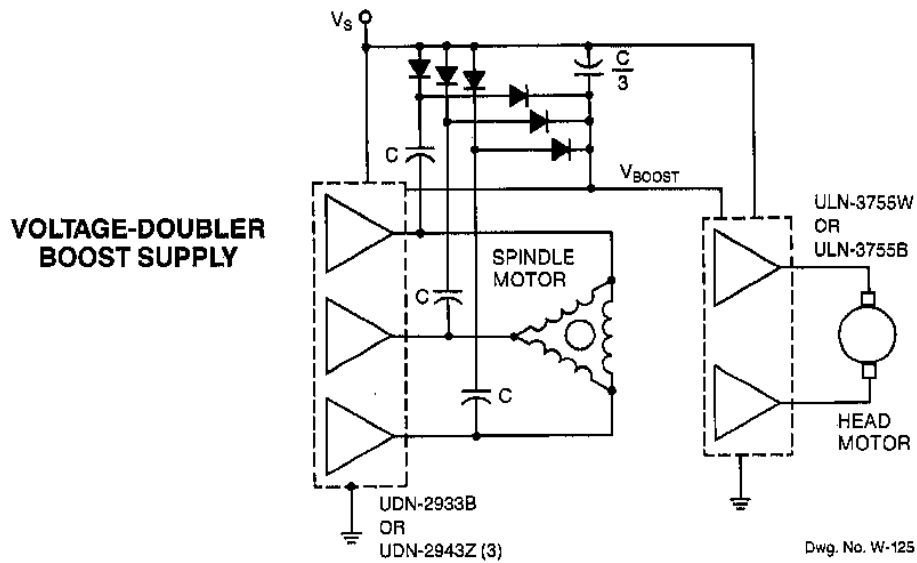 VS
C
3
C
VBOOST
VOLTAGE-DOUBLER
BOOST SUPPLY
SPINDLE
MOTOR
C
C
ULN-3755W
OR
ULN-3755B
HEAD
MOTOR
UDN-2933B
OR
UDN-2943Z (3)
Dwg. No. W-125